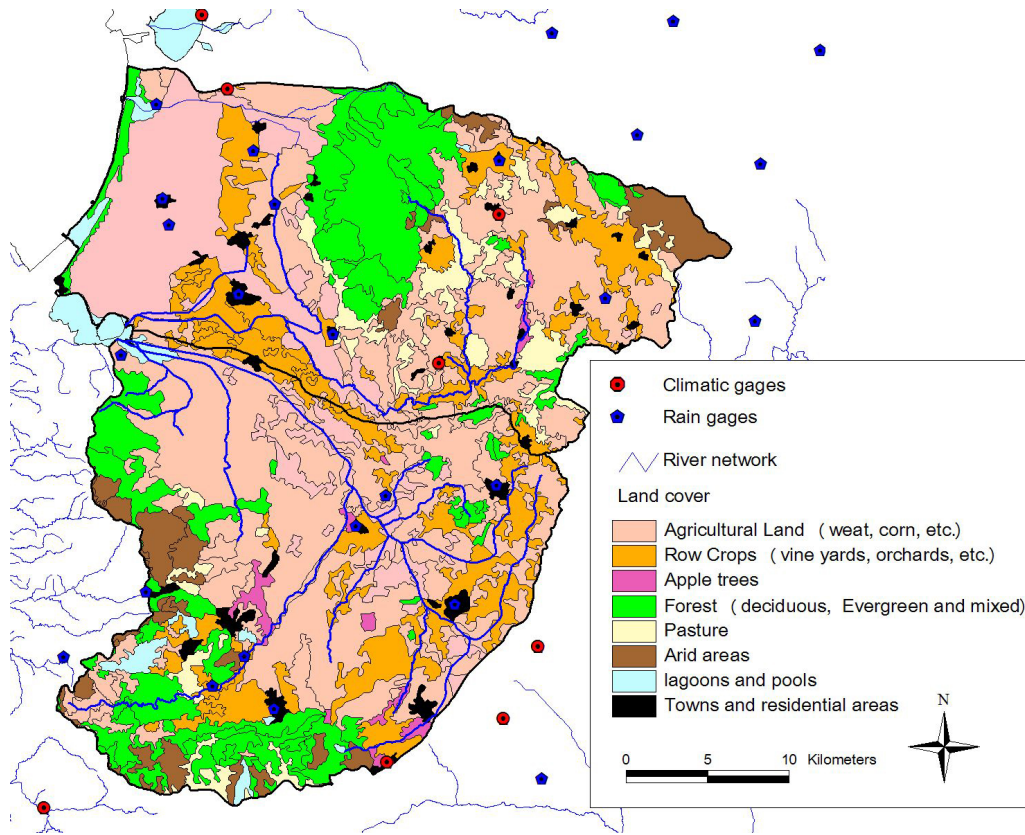 Climatic gages
Rain gages
River network
Land cover
Agricultural Land ( weat, corn, etc.)
Row Crops ( vine yards, orchards, etc.)
Apple trees
Forest ( deciduous, Evergreen and mixed)
Pasture
Arid areas
lagoons and pools
Towns and residential areas
N
0 5 10 Kilometers